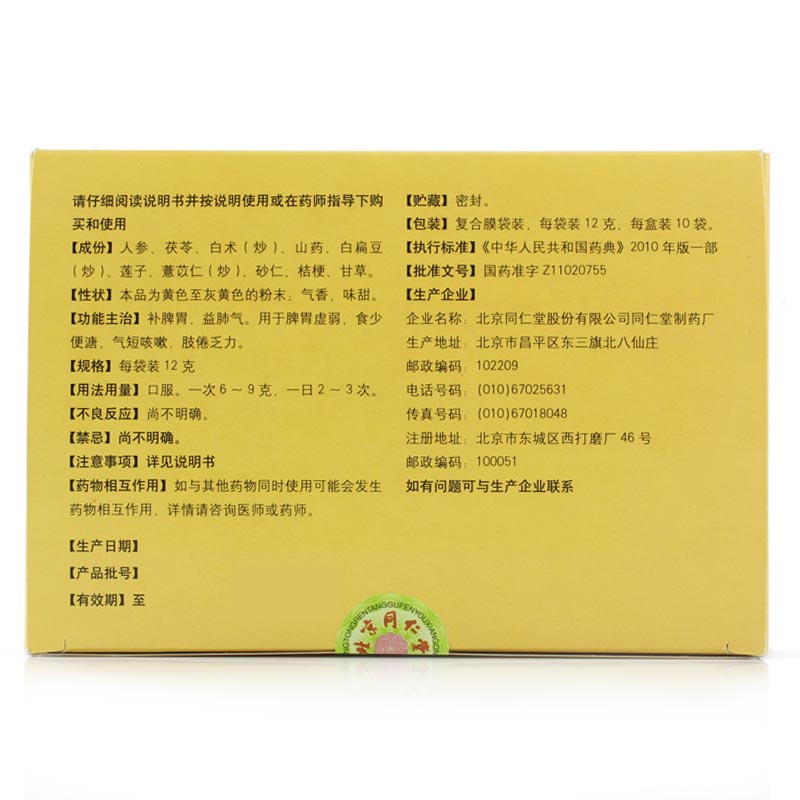 请仔细阅读说明书并按说明使用或在药师指导下购
买和使用
【成份】人参、茯苓、白术(炒)、山药、白扁豆
(炒)、莲子、薏苡仁(炒)、砂仁、桔梗、甘草。
【性状】本品为黄色至灰黄色的粉末；气香，味甜。
【功能主治】补脾胃，益肺气。用于脾胃虚弱，食少
便溏，气短咳嗽，肢倦乏力。
【规格】每袋装12克
【用法用量】口服。一次6～9克，一日2～3次。
【不良反应】尚不明确。
【禁忌】尚不明确。
【注意事项】详见说明书
【药物相互作用】如与其他药物同时使用可能会发生
药物相互作用，详情请咨询医师或药师。
【生产日期】
【产品批号】
【有效期】至
【贮藏】密封。
【包装】复合膜袋装，每袋装12克，每盒装10袋。
【执行标准】《中华人民共和国药典》2010年版一部
【批准文号】国药准字Z11020755
【生产企业】
企业名称：北京同仁堂股份有限公司同仁堂制药厂
生产地址：北京市昌平区东三旗北八仙庄
邮政编码：102209
电话号码：(010)67025631
传真号码：(010)67018048
注册地址：北京市东城区西打磨厂46号
邮政编码：100051
如有问题可与生产企业联系
NGTONGRENTANGGUFENYOUXIANGON
北京同仁堂